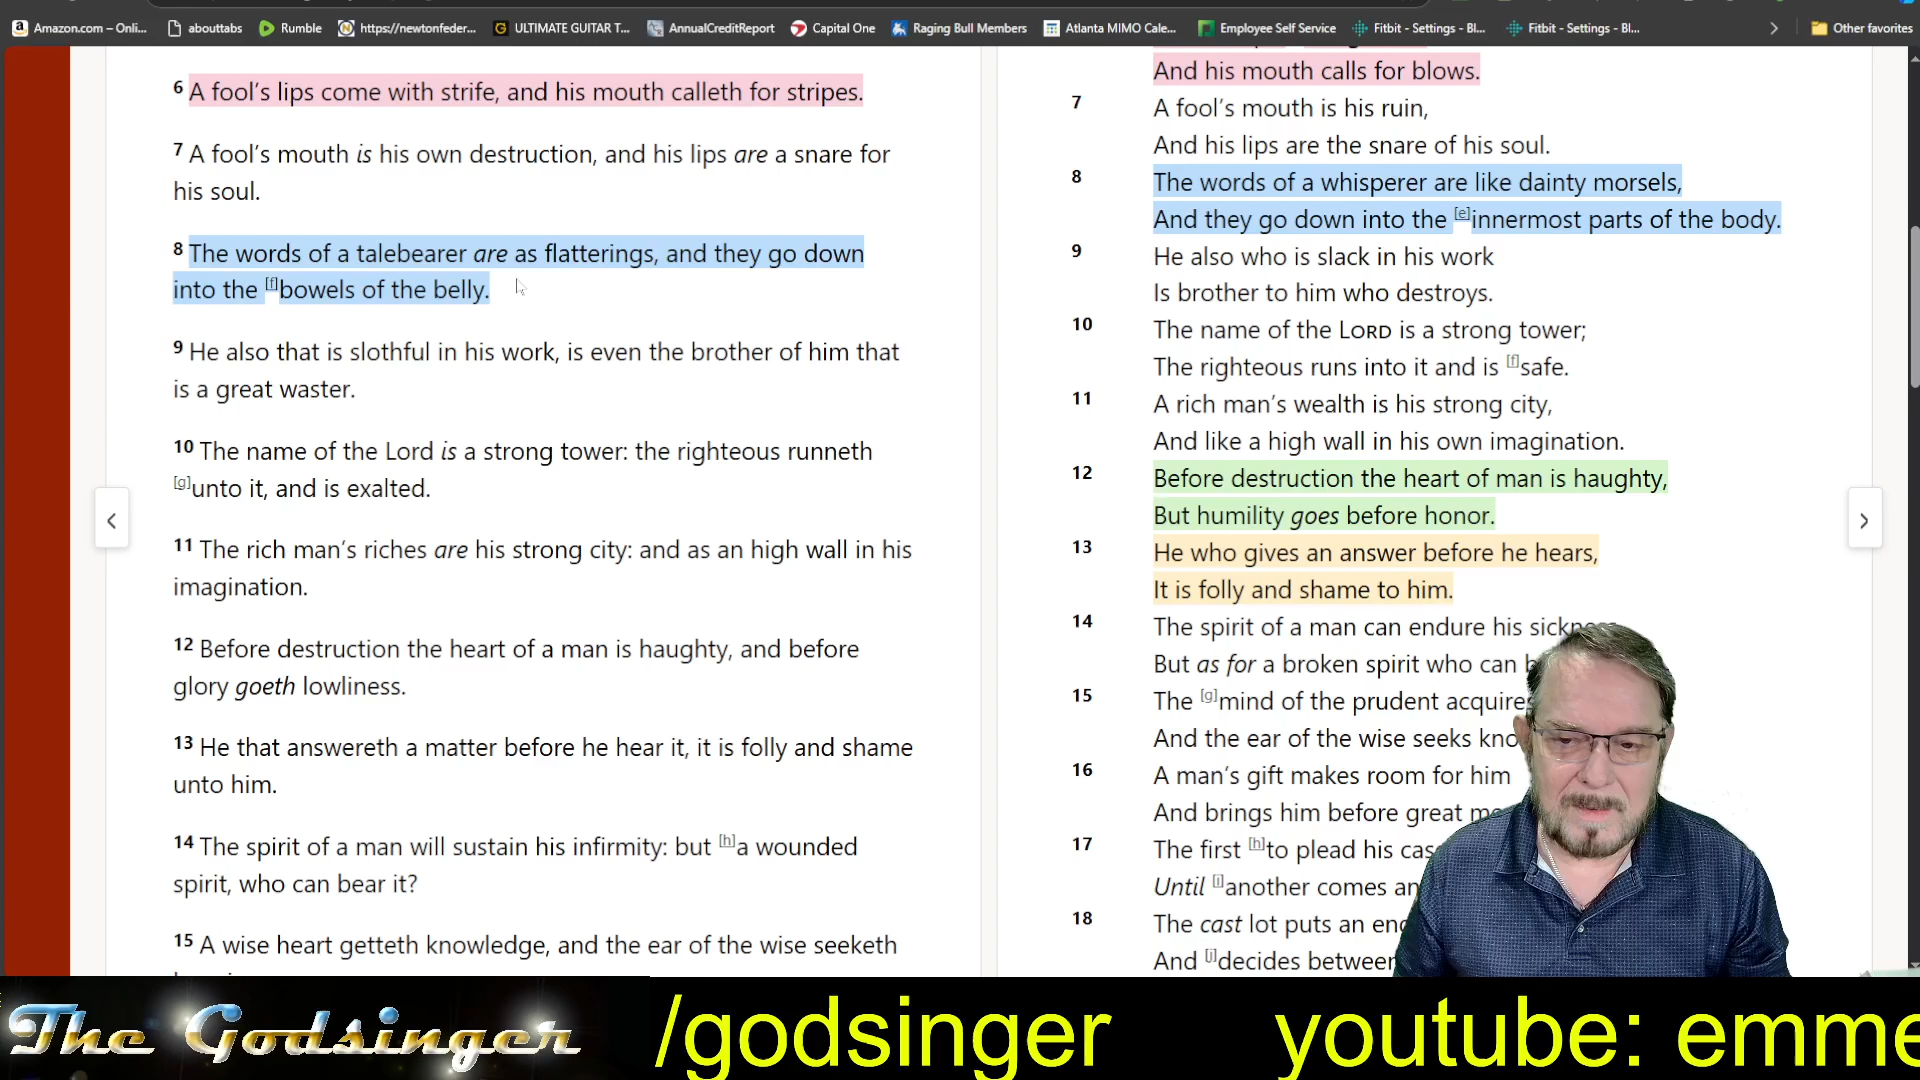 Amazon.com – Onli...
abouttabs
Rumble
https://newtonfeder...
ULTIMATE GUITAR T...
AnnualCreditReport
Capital One
Raging Bull Members
Atlanta MIMO Cale...
Employee Self Service
Fitbit - Settings - Bl...
Fitbit - Settings - Bl...
Other favorites
6 A fool’s lips come with strife, and his mouth calleth for stripes.
7 A fool’s mouth is his own destruction, and his lips are a snare for
his soul.
8 The words of a talebearer are as flatterings, and they go down
into the [f]bowels of the belly.
9 He also that is slothful in his work, is even the brother of him that
is a great waster.
10 The name of the Lord is a strong tower: the righteous runneth
[g]unto it, and is exalted.
11 The rich man’s riches are his strong city: and as an high wall in his
imagination.
12 Before destruction the heart of a man is haughty, and before
glory goeth lowliness.
13 He that answereth a matter before he hear it, it is folly and shame
unto him.
14 The spirit of a man will sustain his infirmity: but [h]a wounded
spirit, who can bear it?
15 A wise heart getteth knowledge, and the ear of the wise seeketh
And his mouth calls for blows.
7 A fool’s mouth is his ruin,
And his lips are the snare of his soul.
8 The words of a whisperer are like dainty morsels,
And they go down into the [e]innermost parts of the body.
9 He also who is slack in his work
Is brother to him who destroys.
10 The name of the LORD is a strong tower;
The righteous runs into it and is [f]safe.
11 A rich man’s wealth is his strong city,
And like a high wall in his own imagination.
12 Before destruction the heart of man is haughty,
But humility goes before honor.
13 He who gives an answer before he hears,
It is folly and shame to him.
14 The spirit of a man can endure his
But as for a broken spirit who can
15 The [g]mind of the prudent
And the ear of the wise seeks
16 A man’s gift makes room for him
And brings him before great
17 The first [h]to plead his
Until [i]another comes
18 The cast lot puts an
And [j]decides between
The Godsinger
/godsinger
youtube: emme